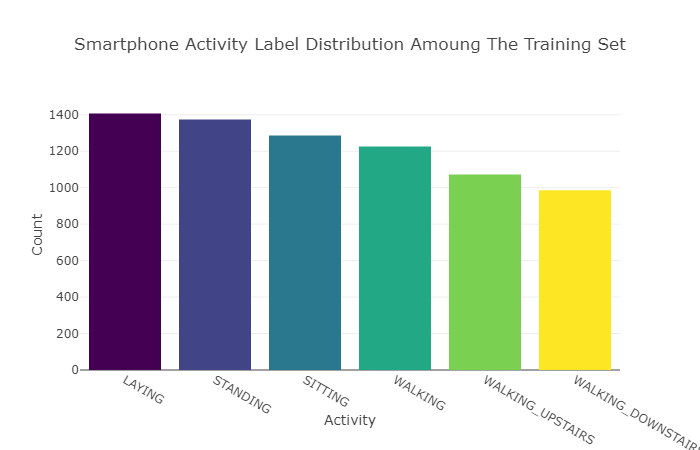 Smartphone Activity Label Distribution Amoung The Training Set
1400
1200
1000
800
600
400
200
0
Count
LAYING
STANDING
SITTING
WALKING
WALKING_UPSTAIRS
WALKING_DOWNSTAIRS
Activity